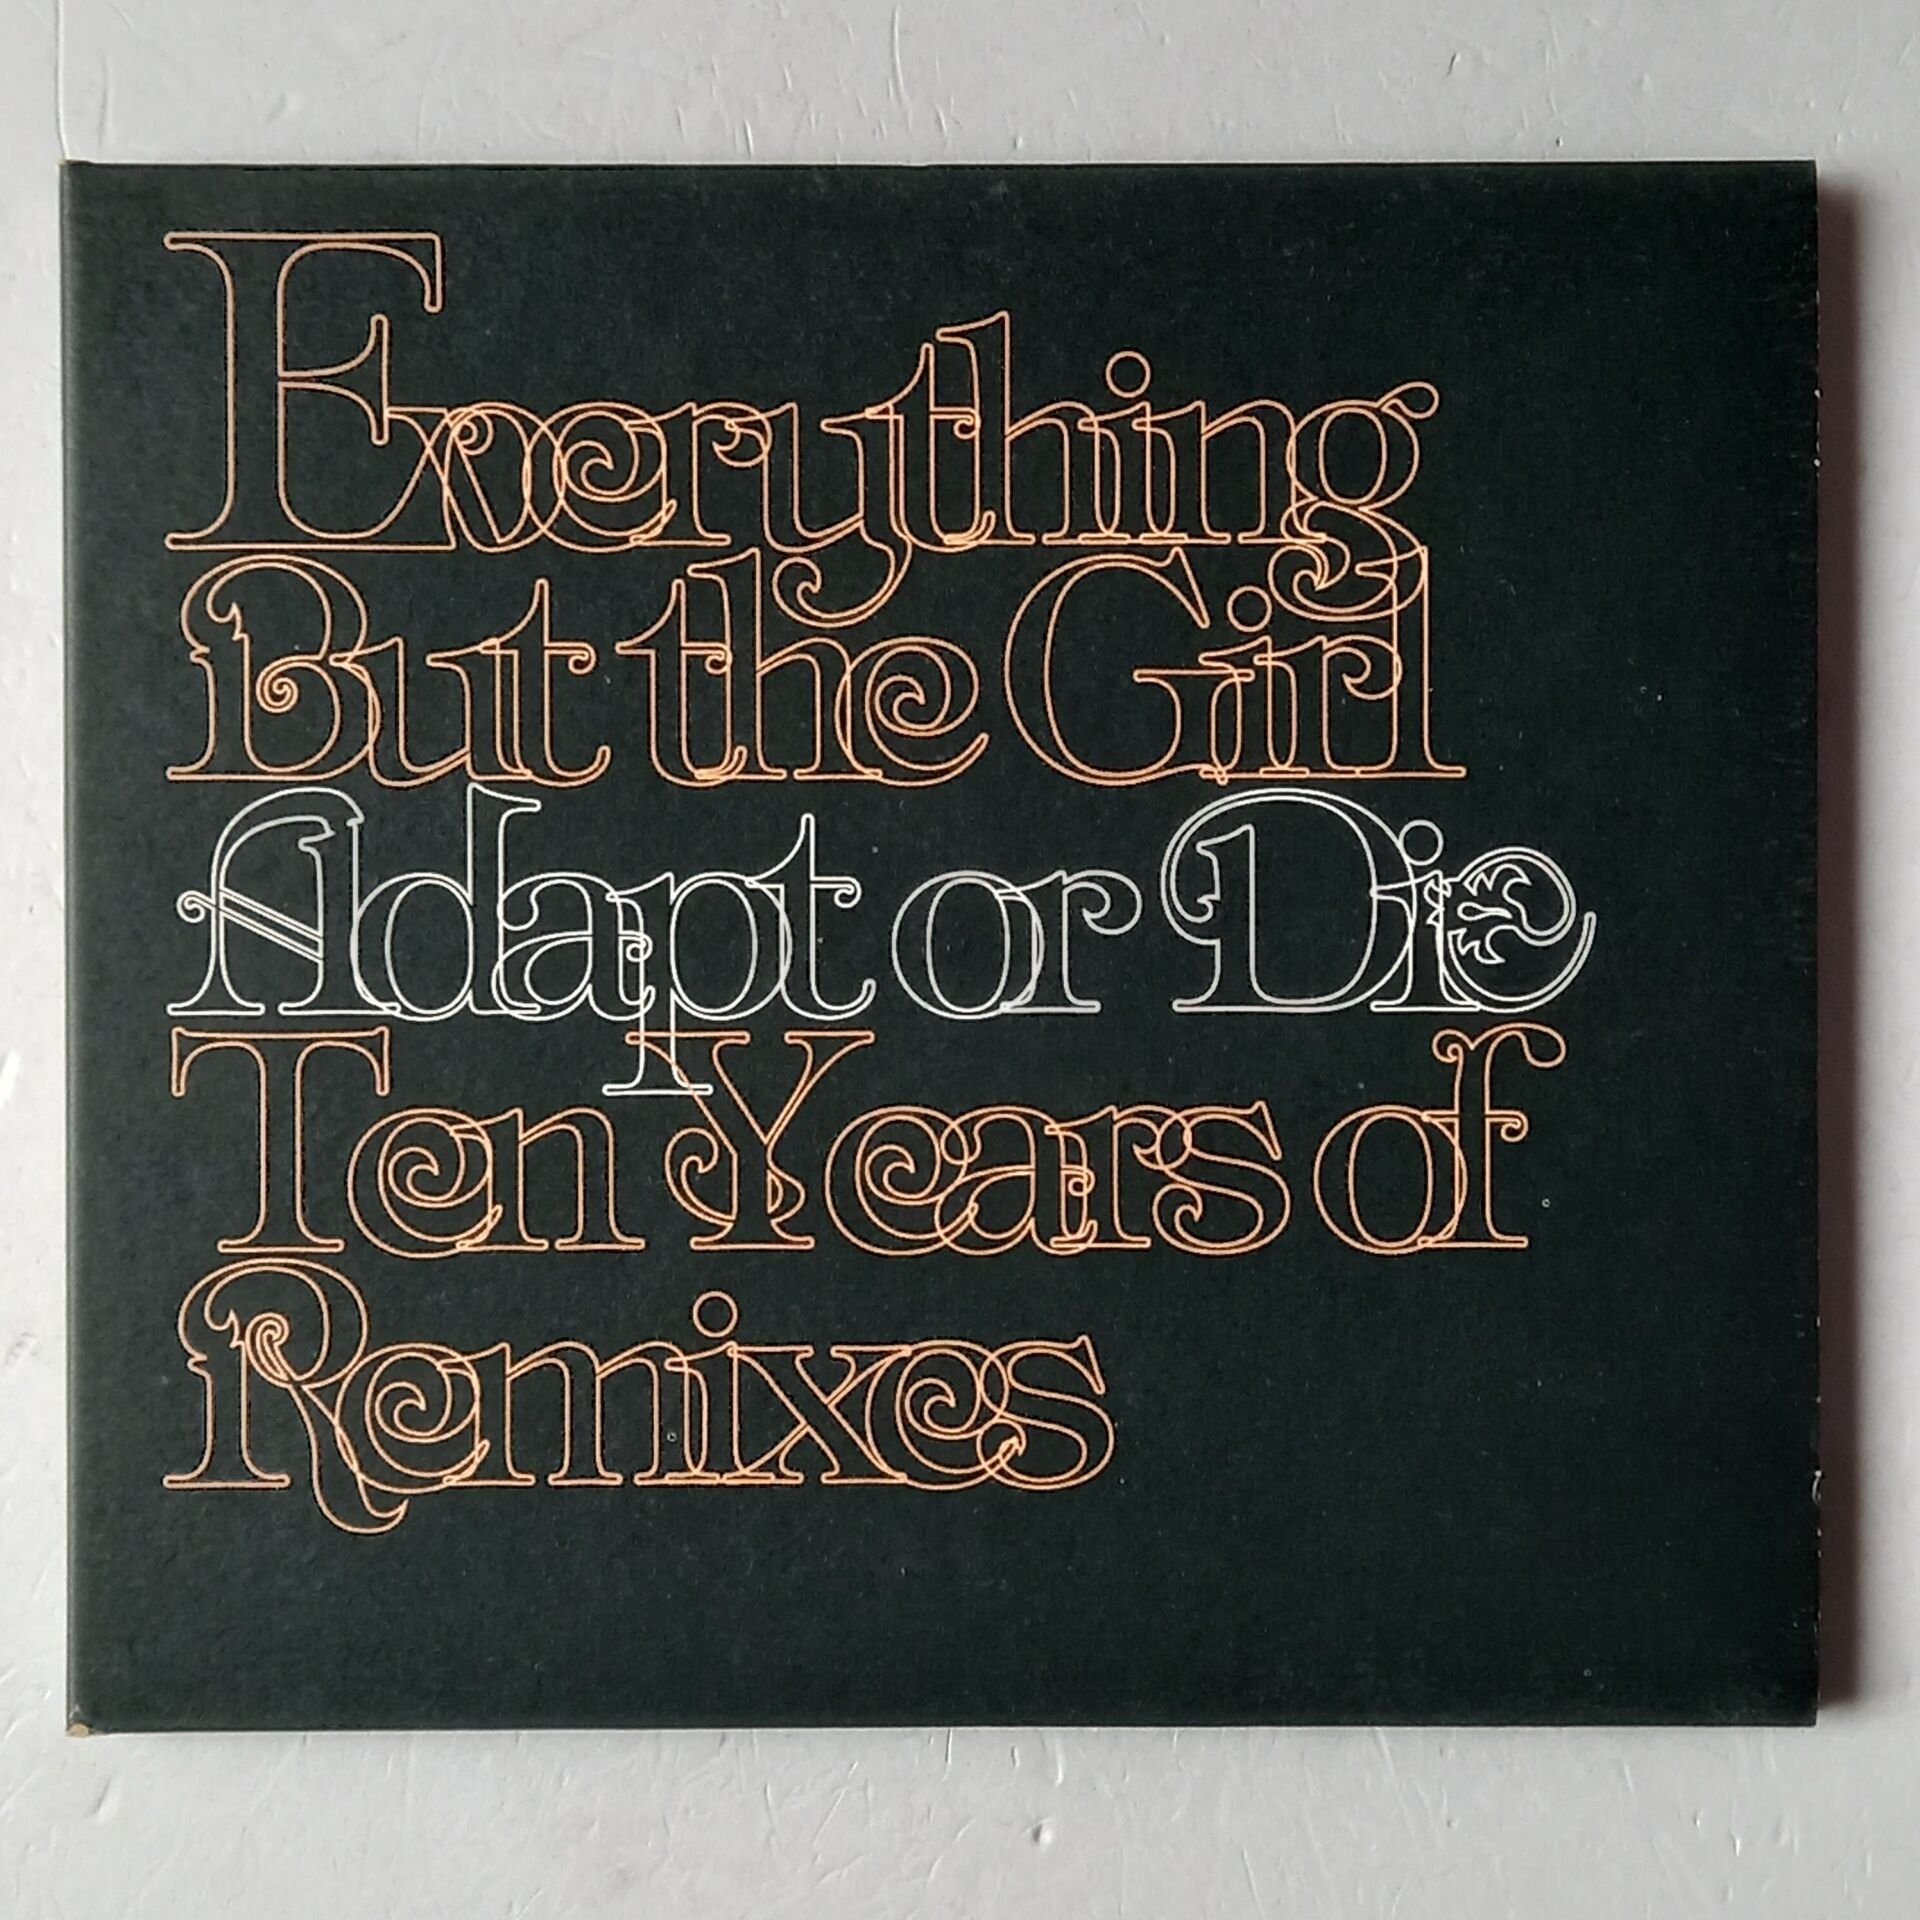 Everything
But the Girl
Adapt or Die
Ten Years of
Remixes